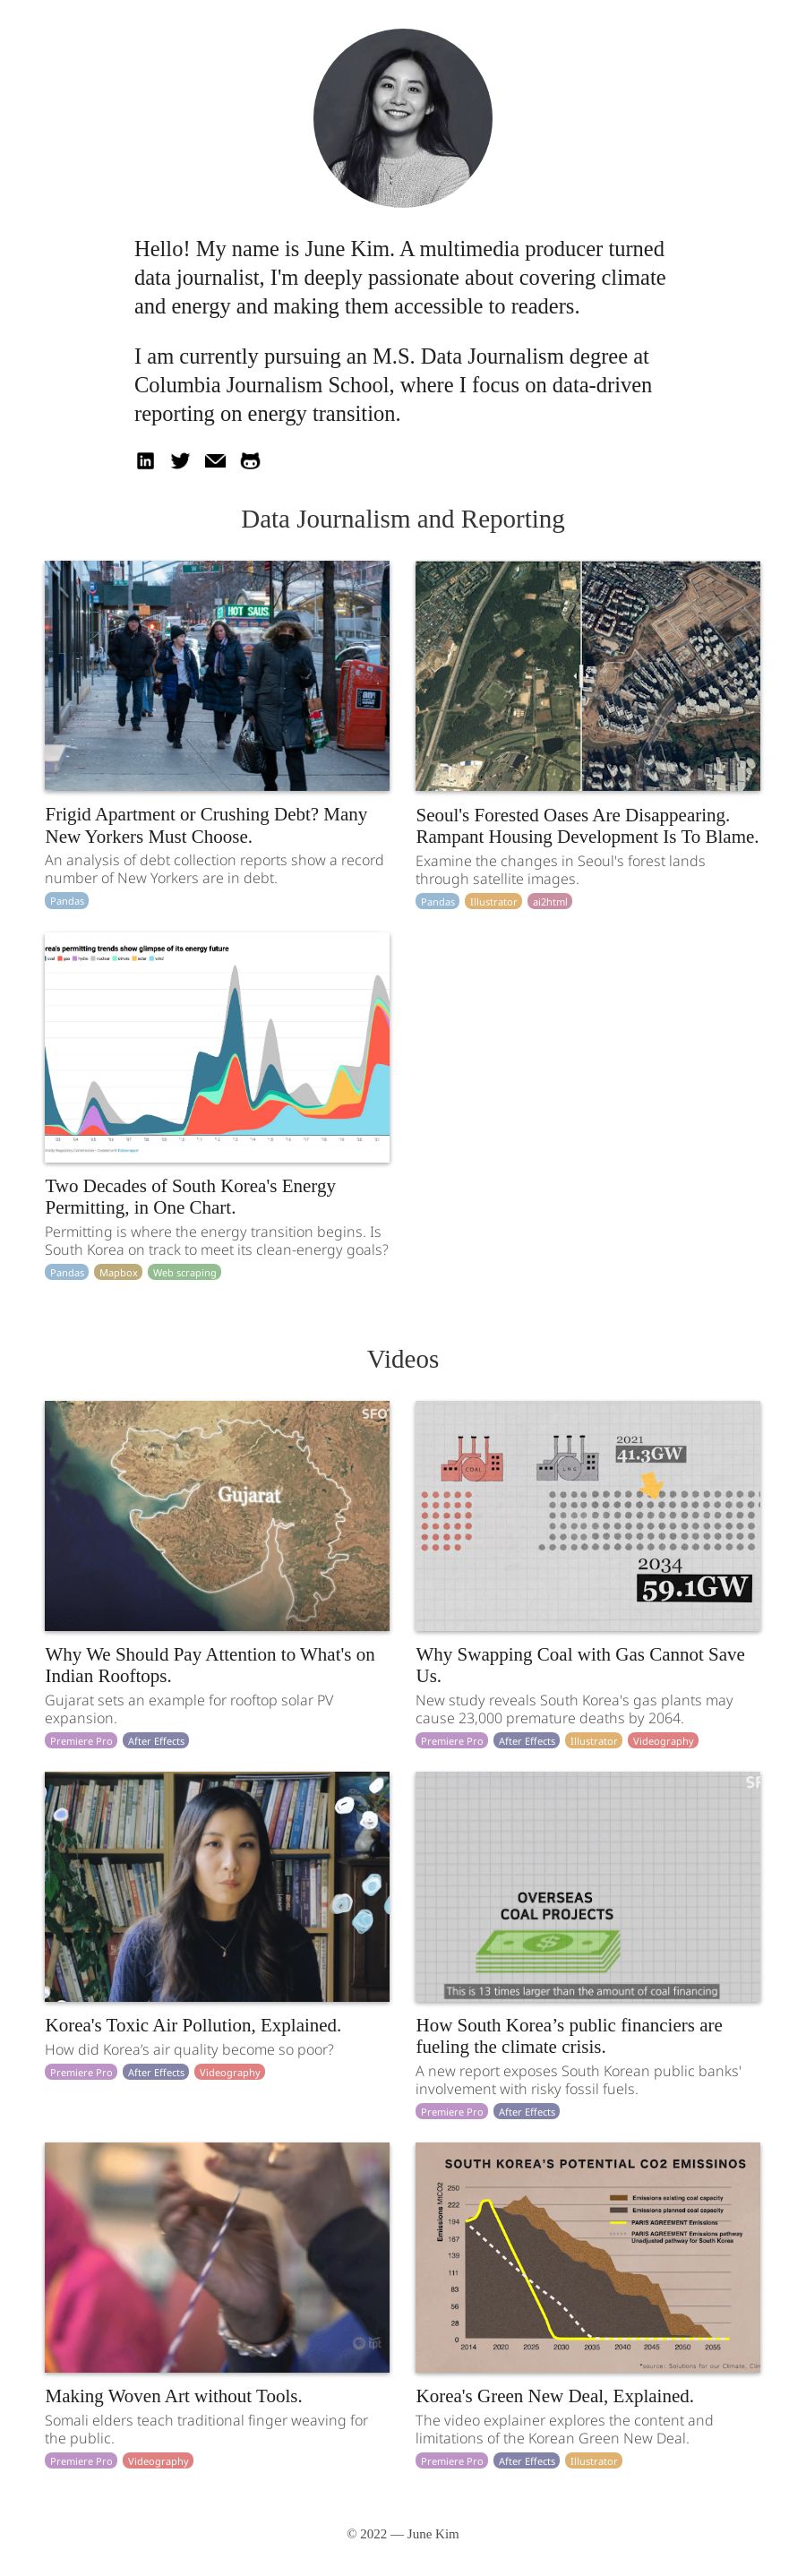 Hello! My name is June Kim. A multimedia producer turned
data journalist, I'm deeply passionate about covering climate
and energy and making them accessible to readers.
I am currently pursuing an M.S. Data Journalism degree at
Columbia Journalism School, where I focus on data-driven
reporting on energy transition.
in
Data Journalism and Reporting
HOT SAUS
Frigid Apartment or Crushing Debt? Many
New Yorkers Must Choose.
An analysis of debt collection reports show a record
number of New Yorkers are in debt.
Pandas
Seoul's Forested Oases Are Disappearing.
Rampant Housing Development Is To Blame.
Examine the changes in Seoul's forest lands
through satellite images.
Pandas Illustrator ai2html
rea's permitting trends show glimpse of its energy future
Two Decades of South Korea's Energy
Permitting, in One Chart.
Permitting is where the energy transition begins. Is
South Korea on track to meet its clean-energy goals?
Pandas Mapbox Web scraping
Videos
SFO
Gujarat
Why We Should Pay Attention to What's on
Indian Rooftops.
Gujarat sets an example for rooftop solar PV
expansion.
Premiere Pro After Effects
COAL
LNG
2021
41.3GW
2034
59.1GW
Why Swapping Coal with Gas Cannot Save
Us.
New study reveals South Korea's gas plants may
cause 23,000 premature deaths by 2064.
Premiere Pro After Effects Illustrator Videography
Korea's Toxic Air Pollution, Explained.
How did Korea's air quality become so poor?
Premiere Pro After Effects Videography
SF
OVERSEAS
COAL PROJECTS
This is 13 times larger than the amount of coal financing
How South Korea’s public financiers are
fueling the climate crisis.
A new report exposes South Korean public banks'
involvement with risky fossil fuels.
Premiere Pro After Effects
Making Woven Art without Tools.
Somali elders teach traditional finger weaving for
the public.
Premiere Pro Videography
SOUTH KOREA'S POTENTIAL CO2 EMISSINOS
Emissions MtCO2
250
222
194
167
139
111
83
56
28
0
2014 2020 2025 2030 2035 2040 2045 2050 2055
Emissions existing coal capacity
Emissions planned coal capacity
PARIS AGREEMENT Emissions
PARIS AGREEMENT Emissions pathway
Unadjusted pathway for South Korea
*source: Solutions for our Climate, Clim
Korea's Green New Deal, Explained.
The video explainer explores the content and
limitations of the Korean Green New Deal.
Premiere Pro After Effects Illustrator
© 2022 — June Kim